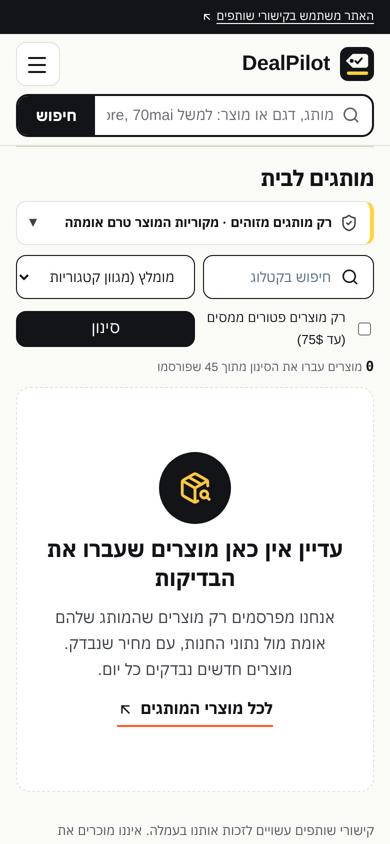 האתר משתמש בקישורי שותפים
DealPilot
מותג, דגם או מוצר: למשל ore, 70mai
חיפוש
מותגים לבית
רק מותגים מזוהים · מקוריות המוצר טרם אומתה
חיפוש בקטלוג
מומלץ (מגוון קטגוריות
רק מוצרים פטורים ממסים
(עד 75$)
סינון
0 מוצרים עברו את הסינון מתוך 45 שפורסמו
עדיין אין כאן מוצרים שעברו את
הבדיקות
אנחנו מפרסמים רק מוצרים שהמותג שלהם
אומת מול נתוני החנות, עם מחיר שנבדק.
מוצרים חדשים נבדקים כל יום.
לכל מוצרי המותגים
קישורי שותפים עשויים לזכות אותנו בעמלה. איננו מוכרים את